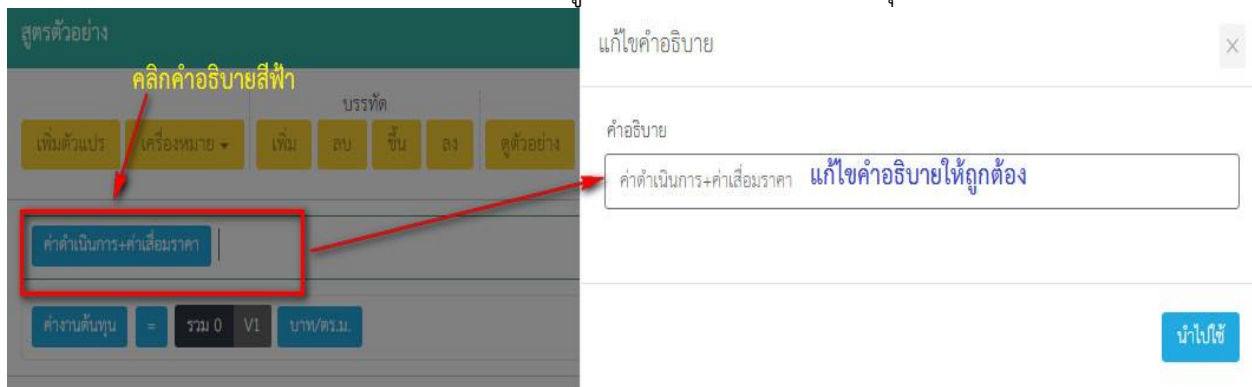 สูตรตัวอย่าง
คลิกคำอธิบายสีฟ้า
บรรทัด
เพิ่มตัวแปร เครื่องหมาย เพิ่ม ลบ ขึ้น ลง ดูตัวอย่าง
ค่าดำเนินการ+ค่าเสื่อมราคา
ค่างานต้นทุน = รวม 0 V1 บาท/ตร.ม.
แก้ไขคำอธิบาย ×
คำอธิบาย
ค่าดำเนินการ+ค่าเสื่อมราคา แก้ไขคำอธิบายให้ถูกต้อง
นำไปใช้